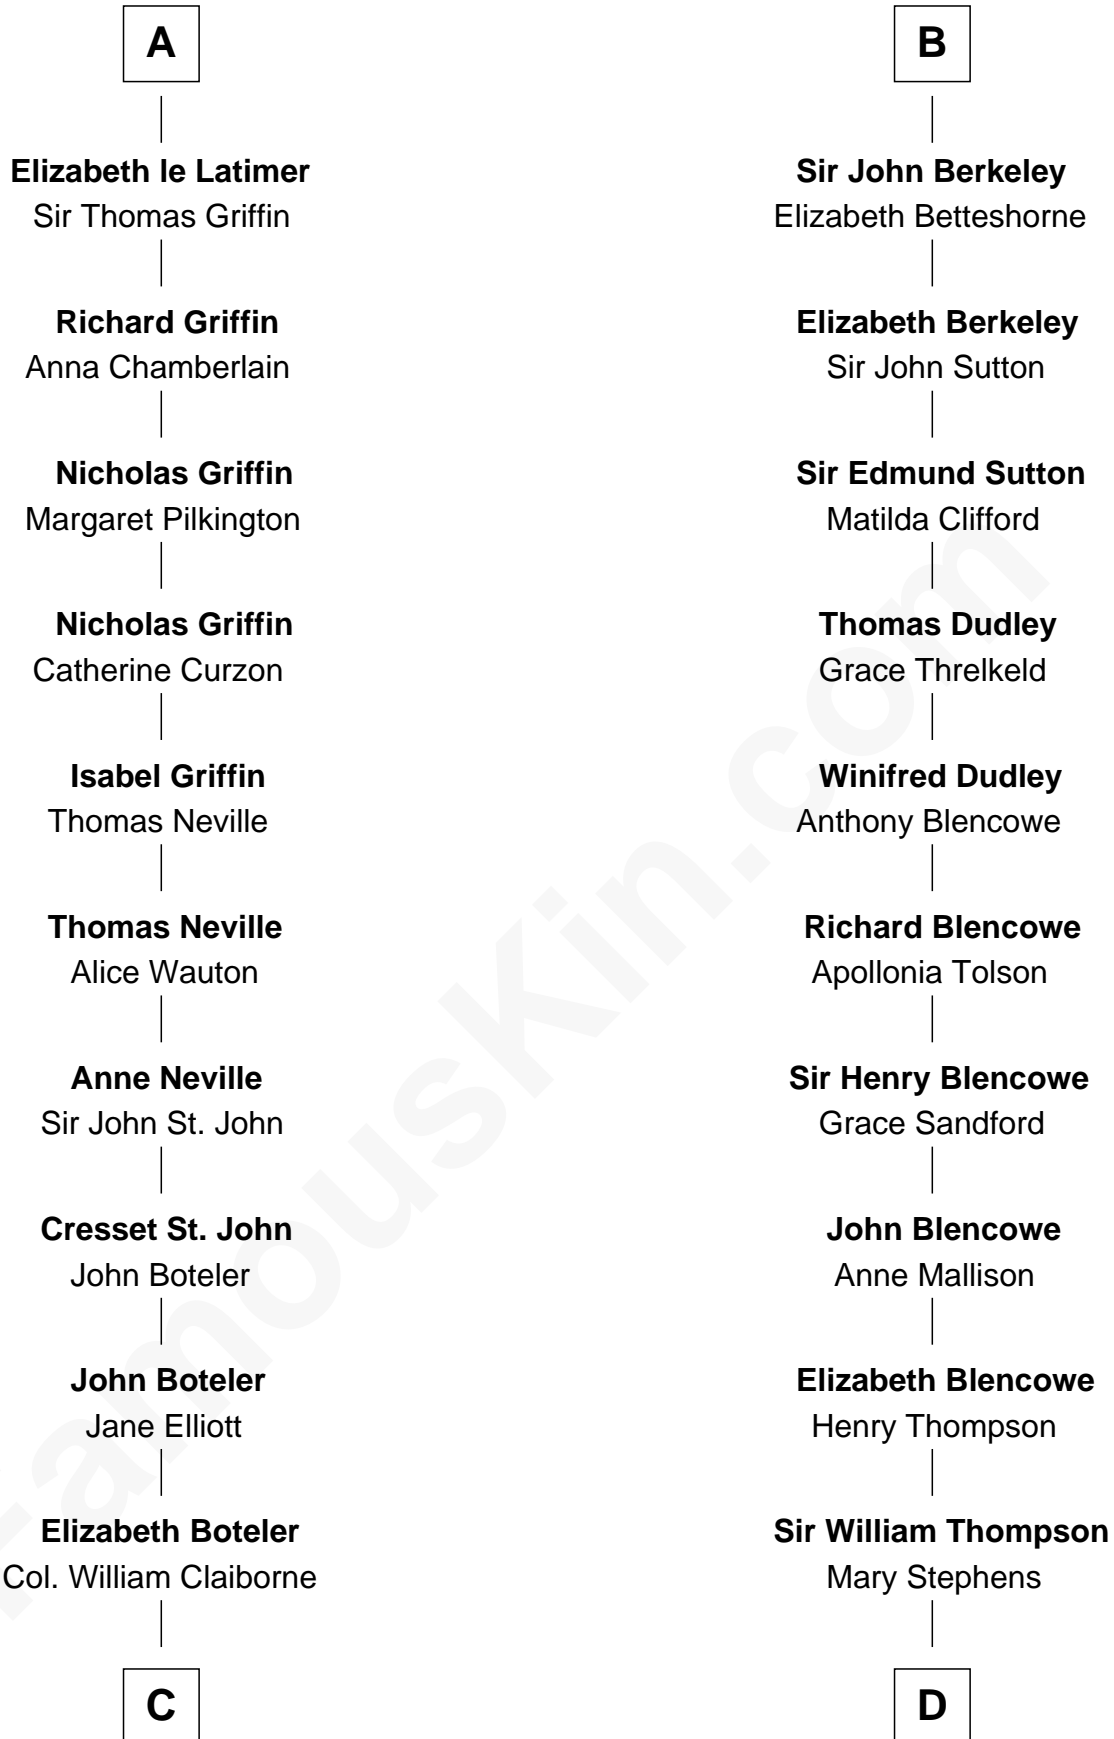 A
Elizabeth le Latimer
Sir Thomas Griffin
Richard Griffin
Anna Chamberlain
Nicholas Griffin
Margaret Pilkington
Nicholas Griffin
Catherine Curzon
Isabel Griffin
Thomas Neville
Thomas Neville
Alice Wauton
Anne Neville
Sir John St. John
Cresset St. John
John Boteler
John Boteler
Jane Elliott
Elizabeth Boteler
Col. William Claiborne
C
B
Sir John Berkeley
Elizabeth Betteshorne
Elizabeth Berkeley
Sir John Sutton
Sir Edmund Sutton
Matilda Clifford
Thomas Dudley
Grace Threlkeld
Winifred Dudley
Anthony Blencowe
Richard Blencowe
Apollonia Tolson
Sir Henry Blencowe
Grace Sandford
John Blencowe
Anne Mallison
Elizabeth Blencowe
Henry Thompson
Sir William Thompson
Mary Stephens
D
FamousKin.com